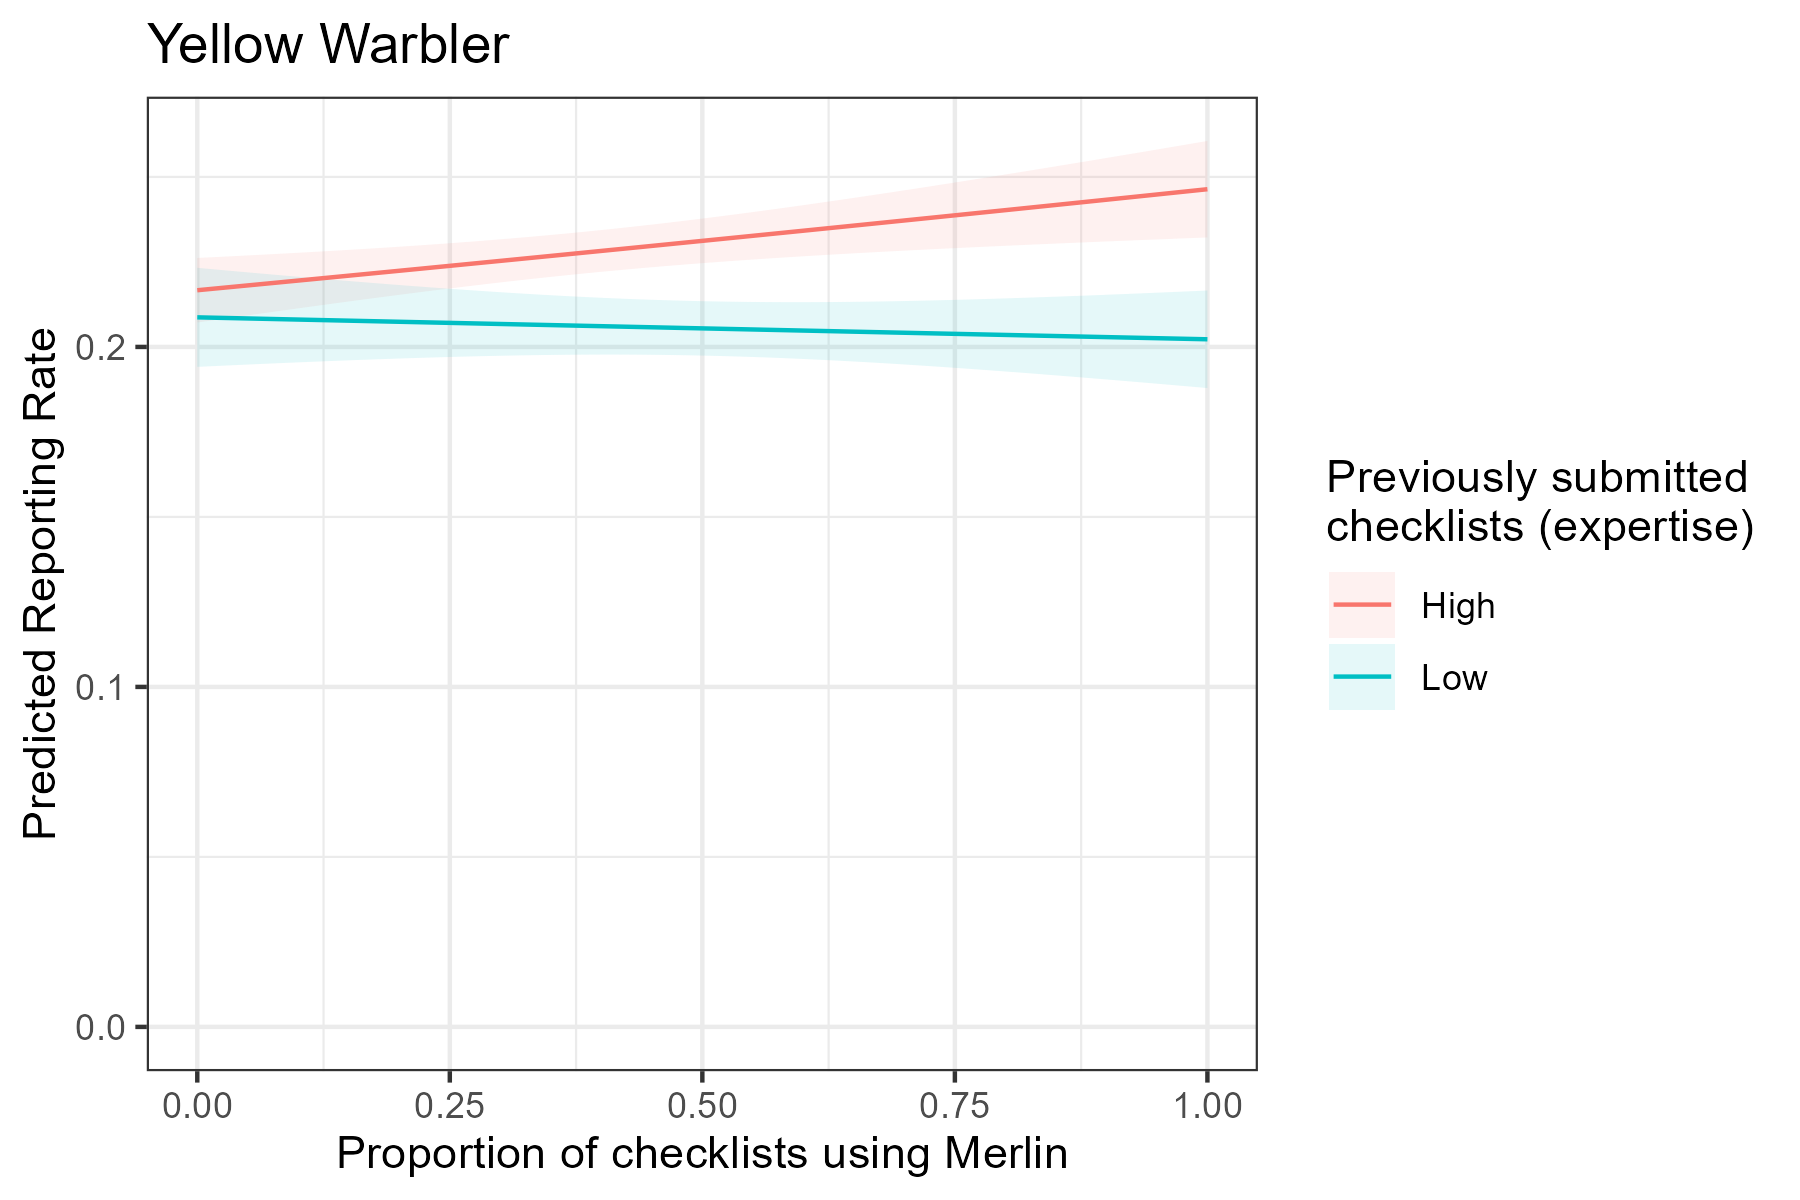 Yellow Warbler
Predicted Reporting Rate
0.2
0.1
0.0
0.00 0.25 0.50 0.75 1.00
Proportion of checklists using Merlin
Previously submitted
checklists (expertise)
High
Low